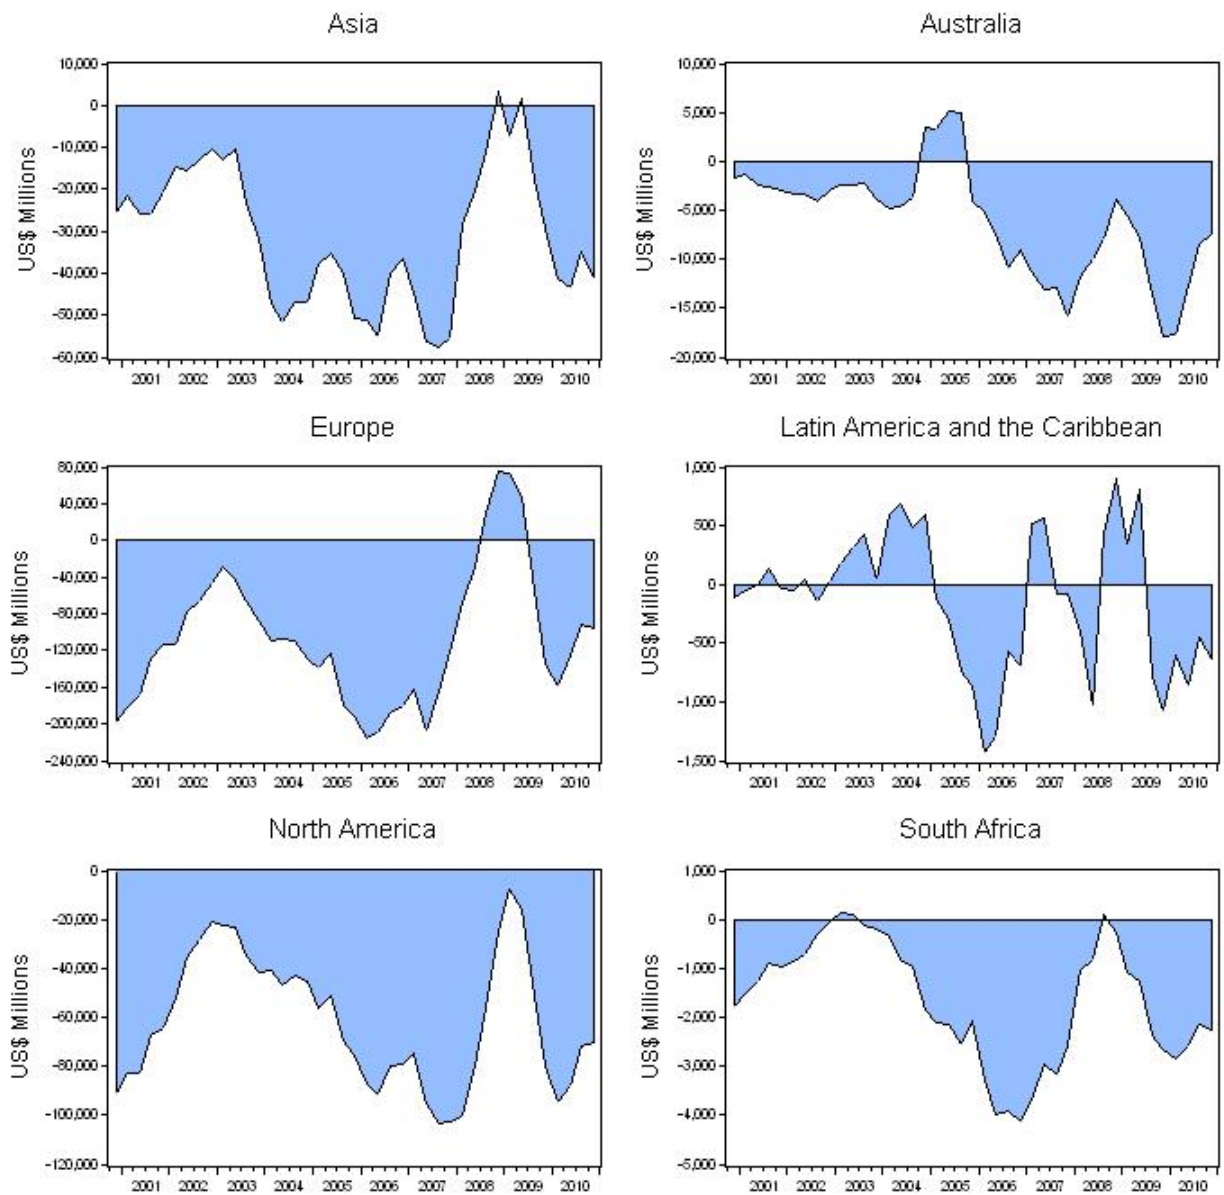 Asia
10,000
0
-10,000
-20,000
-30,000
-40,000
-50,000
-60,000
US$ Millions
2001 2002 2003 2004 2005 2006 2007 2008 2009 2010
Australia
10,000
5,000
0
-5,000
-10,000
-15,000
-20,000
US$ Millions
2001 2002 2003 2004 2005 2006 2007 2008 2009 2010
Europe
80,000
40,000
0
-40,000
-80,000
-120,000
-160,000
-200,000
-240,000
US$ Millions
2001 2002 2003 2004 2005 2006 2007 2008 2009 2010
Latin America and the Caribbean
1,000
500
0
-500
-1,000
-1,500
US$ Millions
2001 2002 2003 2004 2005 2006 2007 2008 2009 2010
North America
0
-20,000
-40,000
-60,000
-80,000
-100,000
-120,000
US$ Millions
2001 2002 2003 2004 2005 2006 2007 2008 2009 2010
South Africa
1,000
0
-1,000
-2,000
-3,000
-4,000
-5,000
US$ Millions
2001 2002 2003 2004 2005 2006 2007 2008 2009 2010